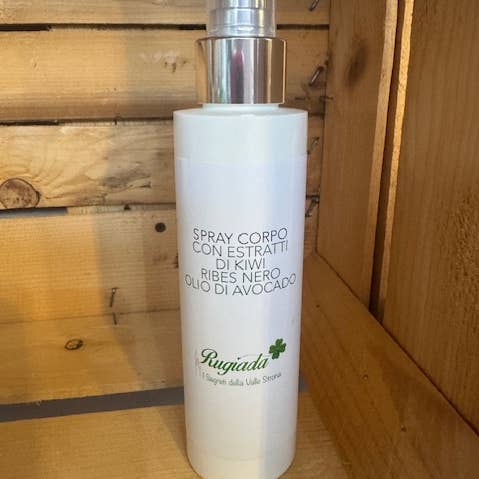 SPRAY CORPO
CON ESTRATTI
DI KIWI
RIBES NERO
OLIO DI AVOCADO
Rugiada
I Segreti della Valle Strona